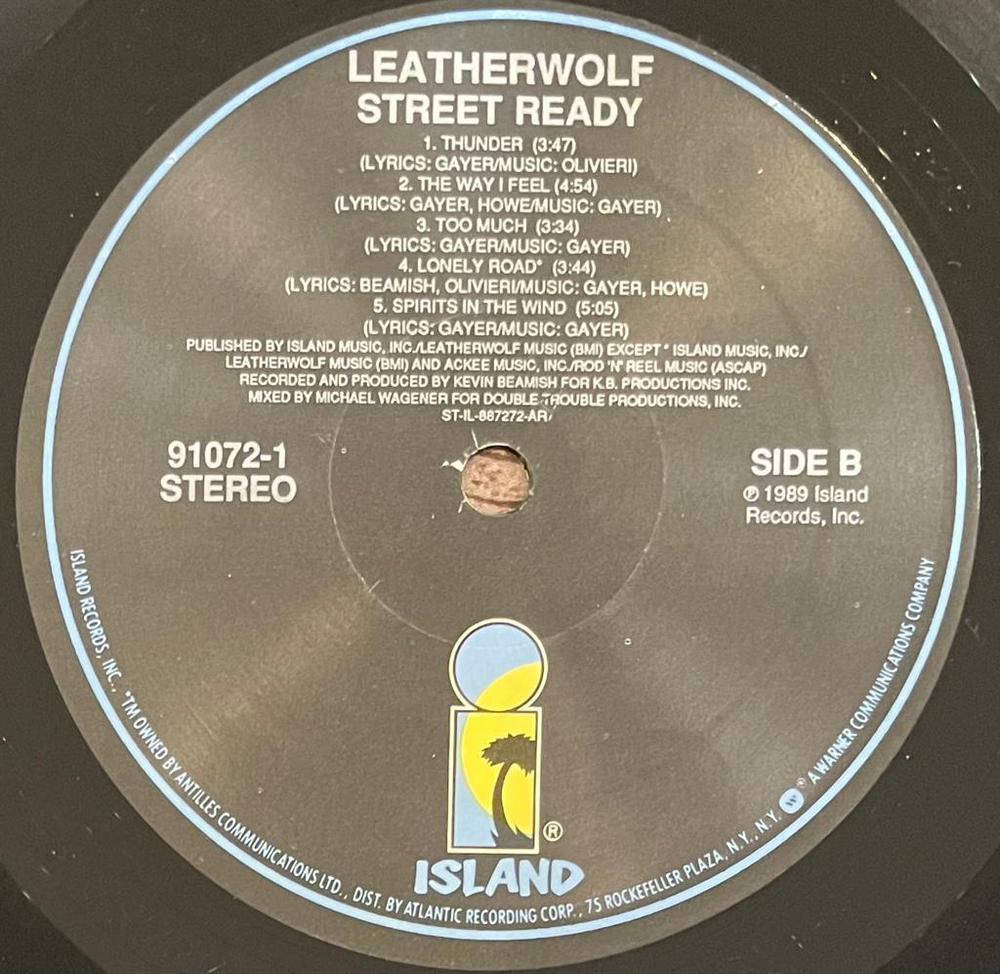 LEATHERWOLF
STREET READY
1. THUNDER (3:47)
(LYRICS: GAYER/MUSIC: OLIVIERI)
2. THE WAY I FEEL (4:54)
(LYRICS: GAYER, HOWE/MUSIC: GAYER)
3. TOO MUCH (3:34)
(LYRICS: GAYER/MUSIC: GAYER)
4. LONELY ROAD* (3:44)
(LYRICS: BEAMISH, OLIVIERI/MUSIC: GAYER, HOWE)
5. SPIRITS IN THE WIND (5:05)
(LYRICS: GAYER/MUSIC: GAYER)
PUBLISHED BY ISLAND MUSIC, INC./LEATHERWOLF MUSIC (BMI) EXCEPT * ISLAND MUSIC, INC./
LEATHERWOLF MUSIC (BMI) AND ACKEE MUSIC, INC./ROD 'N' REEL MUSIC (ASCAP)
RECORDED AND PRODUCED BY KEVIN BEAMISH FOR K.B. PRODUCTIONS INC.
MIXED BY MICHAEL WAGENER FOR DOUBLE TROUBLE PRODUCTIONS, INC.
ST-IL-887272-AR
91072-1
STEREO
SIDE B
℗ 1989 Island
Records, Inc.
®
ISLAND
ISLAND RECORDS, INC., *TM OWNED BY ANTILLES COMMUNICATIONS LTD., DIST. BY ATLANTIC RECORDING CORP., 75 ROCKEFELLER PLAZA, N.Y., N.Y. W ® A WARNER COMMUNICATIONS COMPANY